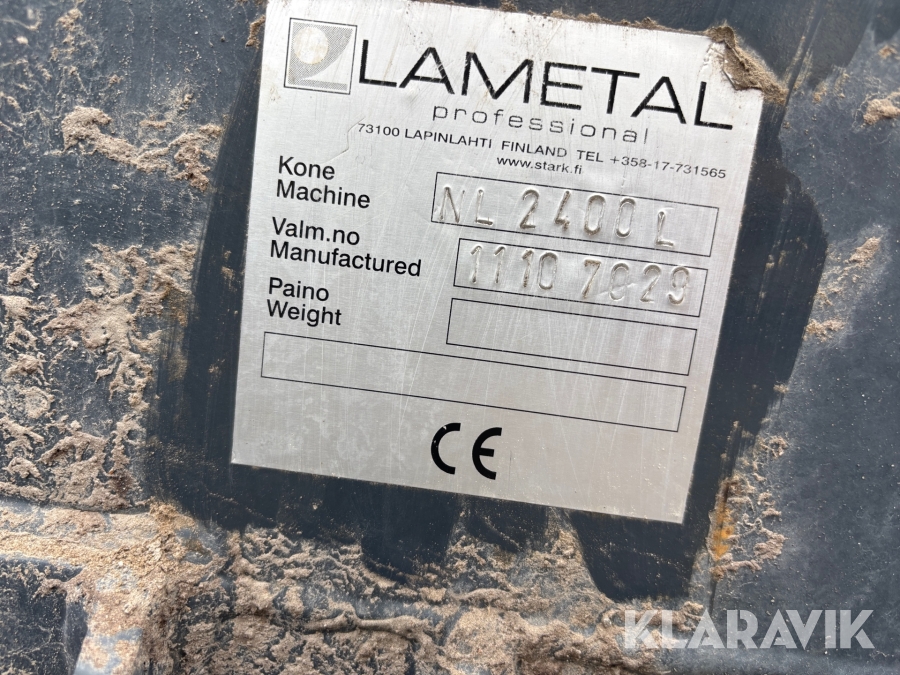 LAMETAL
professional
73100 LAPINLAHTI FINLAND TEL +358-17-731565
www.stark.fi
Kone
Machine NL 2400 L
Valm.no
Manufactured 1110 7029
Paino
Weight
CE
KLARAVIK